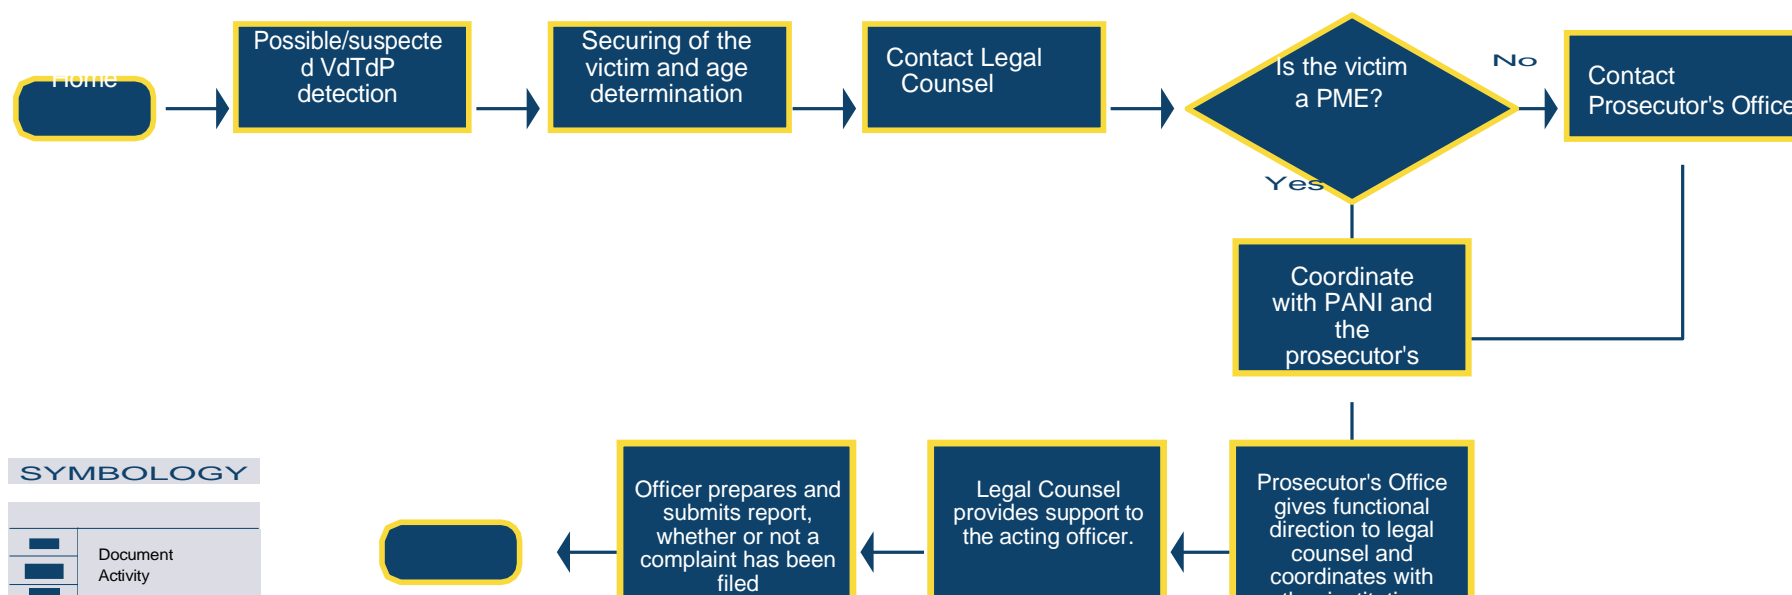 Home
Possible/suspecte
d VdTdP
detection
Securing of the
victim and age
determination
Contact Legal
Counsel
Is the victim
a PME?
No
Contact
Prosecutor's Office
Yes
Coordinate
with PANI and
the
prosecutor's
SYMBOLOGY
Document
Activity
Officer prepares and
submits report,
whether or not a
complaint has been
filed
Legal Counsel
provides support to
the acting officer.
Prosecutor's Office
gives functional
direction to legal
counsel and
coordinates with